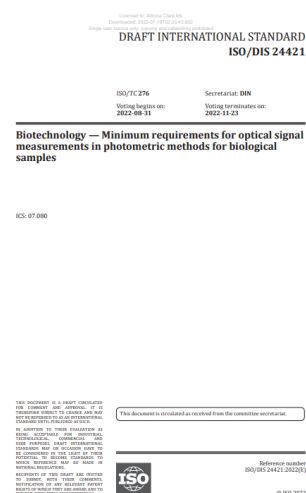 DRAFT INTERNATIONAL STANDARD
ISO/DIS 24421
ISO/TC 276
Secretariat: DIN
Voting begins on:
2022-08-31
Voting terminates on:
2022-11-23
Biotechnology — Minimum requirements for optical signal
measurements in photometric methods for biological
samples
ICS: 07.080
THIS DOCUMENT IS A DRAFT CIRCULATED
FOR COMMENT AND APPROVAL. IT IS
THEREFORE SUBJECT TO CHANGE AND MAY
NOT BE REFERRED TO AS AN INTERNATIONAL
STANDARD UNTIL PUBLISHED AS SUCH.
IN ADDITION TO THEIR EVALUATION AS
BEING ACCEPTABLE FOR INDUSTRIAL,
TECHNOLOGICAL, COMMERCIAL AND
USER PURPOSES, DRAFT INTERNATIONAL
STANDARDS MAY ON OCCASION HAVE TO
BE CONSIDERED IN THE LIGHT OF THEIR
POTENTIAL TO BECOME STANDARDS TO
WHICH REFERENCE MAY BE MADE IN
NATIONAL REGULATIONS.
RECIPIENTS OF THIS DRAFT ARE INVITED
TO SUBMIT, WITH THEIR COMMENTS,
NOTIFICATION OF ANY RELEVANT PATENT
RIGHTS OF WHICH THEY ARE AWARE AND TO
This document is circulated as received from the committee secretariat.
ISO
Reference number
ISO/DIS 24421:2022(E)